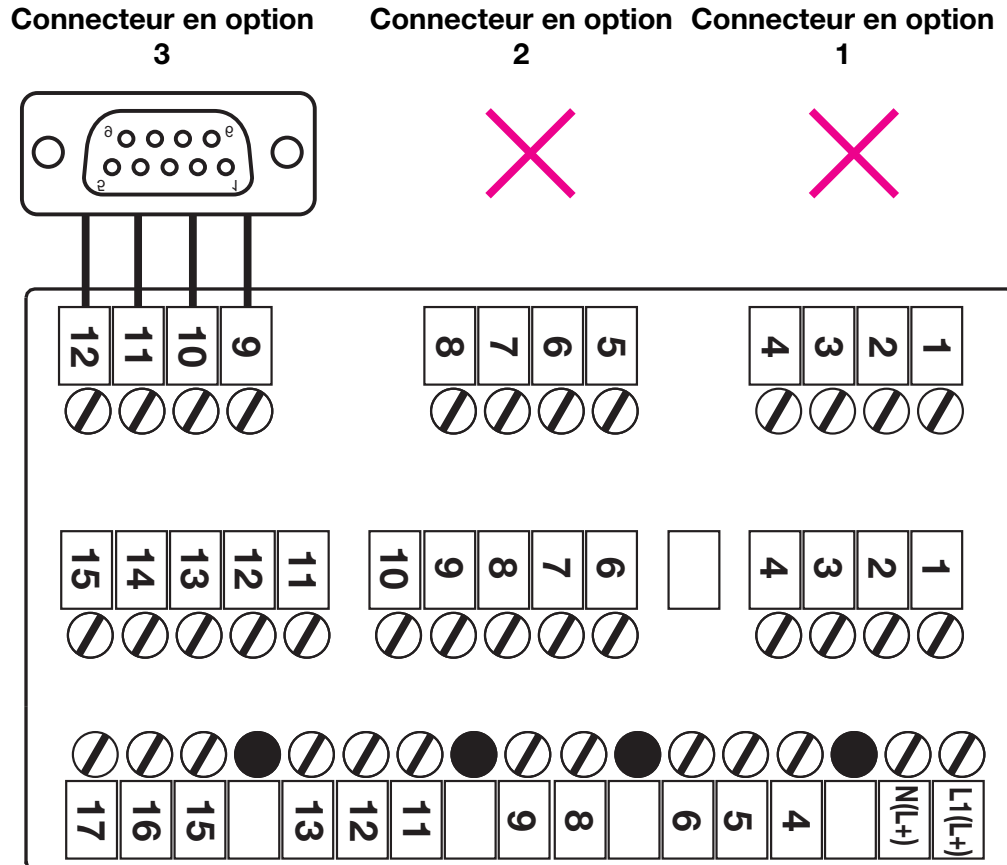 Connecteur en option
3
Connecteur en option
2
Connecteur en option
1
6 9
5 1
12 11 10 9
8 7 6 5
4 3 2 1
15 14 13 12 11
10 9 8 7 6
4 3 2 1
17 16 15 13 12 11 9 8 6 5 4 N(L+) L1(L+)